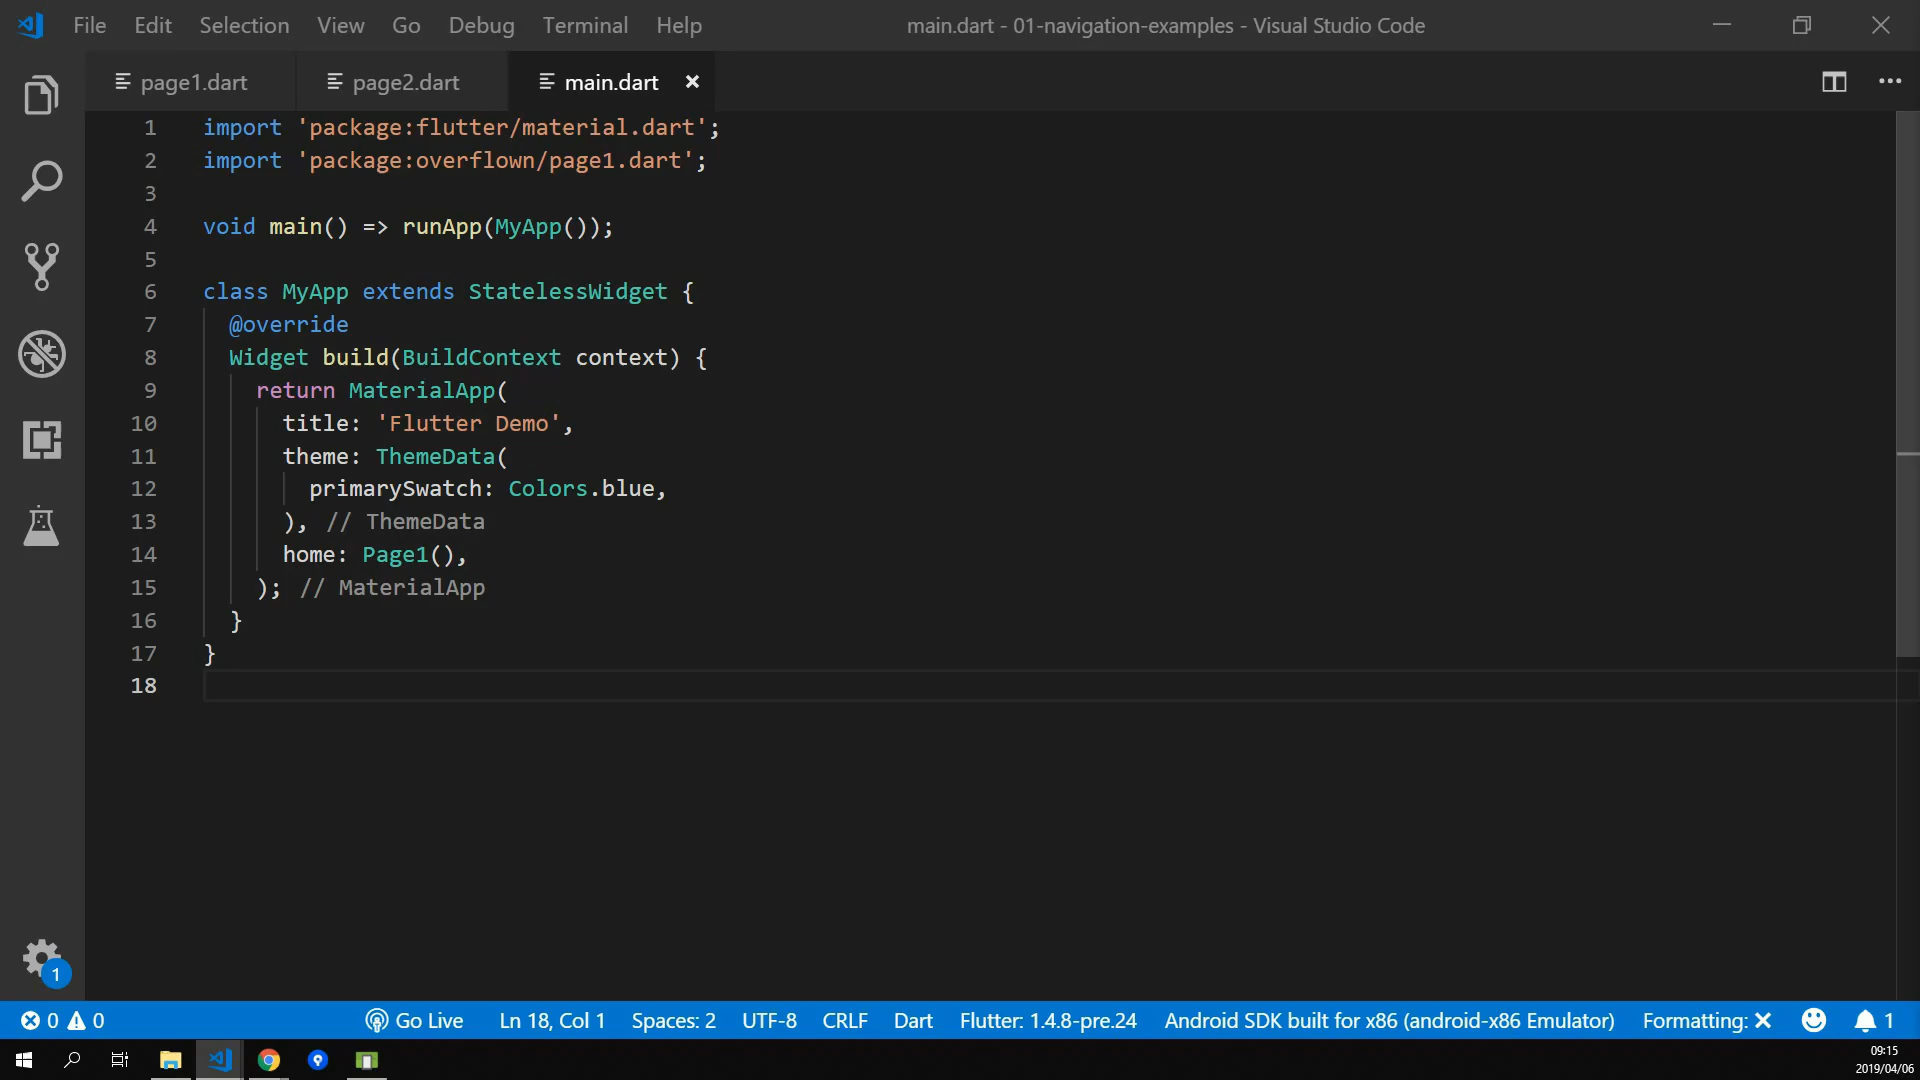 File Edit Selection View Go Debug Terminal Help main.dart - 01-navigation-examples - Visual Studio Code
page1.dart page2.dart main.dart
1 import 'package:flutter/material.dart';
2 import 'package:overflown/page1.dart';
3
4 void main() => runApp(MyApp());
5
6 class MyApp extends StatelessWidget {
7 @override
8 Widget build(BuildContext context) {
9 return MaterialApp(
10 title: 'Flutter Demo',
11 theme: ThemeData(
12 primarySwatch: Colors.blue,
13 ), // ThemeData
14 home: Page1(),
15 ); // MaterialApp
16 }
17 }
18
1
0 0 Go Live Ln 18, Col 1 Spaces: 2 UTF-8 CRLF Dart Flutter: 1.4.8-pre.24 Android SDK built for x86 (android-x86 Emulator) Formatting: 1
09:15
2019/04/06